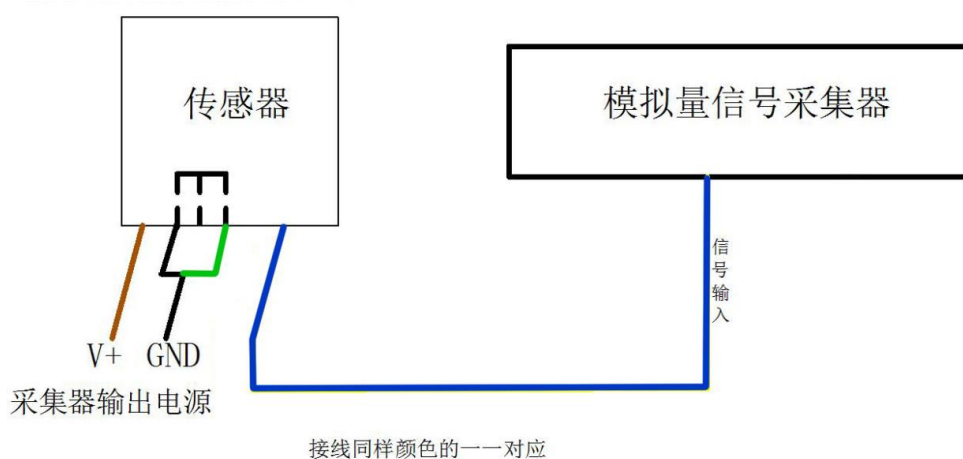 传感器
模拟量信号采集器
信号输入
V+ GND
采集器输出电源
接线同样颜色的一一对应